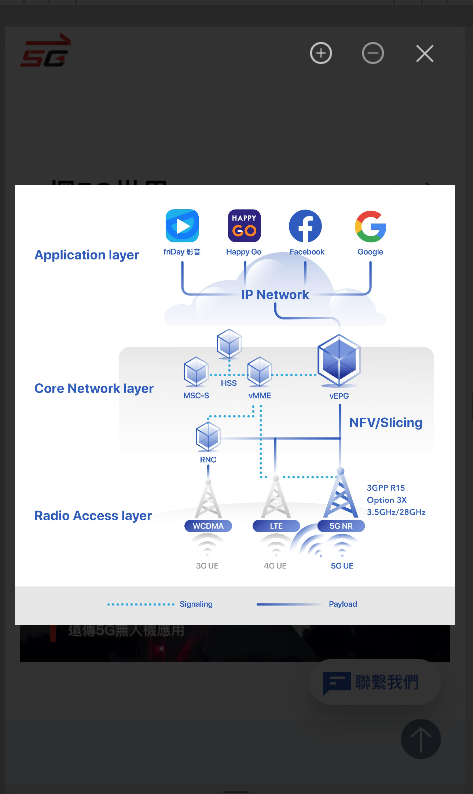 5G
friDay 影音
HAPPY
GO
Happy Go
Facebook
Google
Application layer
IP Network
Core Network layer
HSS
MSC-S
vMME
vEPG
NFV/Slicing
RNC
Radio Access layer
3GPP R15
Option 3X
3.5GHz/28GHz
WCDMA
LTE
5G NR
3G UE
4G UE
5G UE
Signaling
Payload
遠傳5G無人機應用
聯繫我們